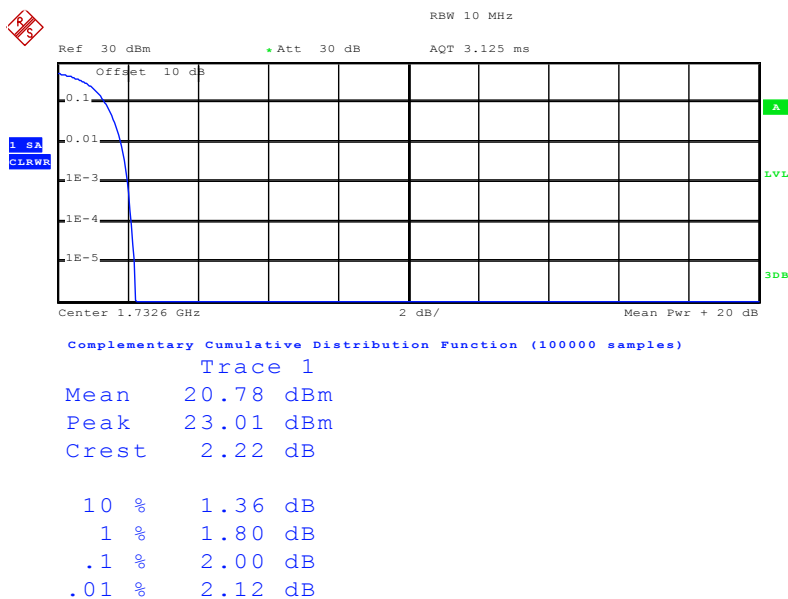 RBW 10 MHz
R S
Ref 30 dBm * Att 30 dB AQT 3.125 ms
Offset 10 dB
0.1
A
0.01
1 SA
CLRWR
1E-3
LVL
1E-4
1E-5
3DB
Center 1.7326 GHz 2 dB/ Mean Pwr + 20 dB
Complementary Cumulative Distribution Function (100000 samples)
Trace 1
Mean 20.78 dBm
Peak 23.01 dBm
Crest 2.22 dB
10 % 1.36 dB
1 % 1.80 dB
.1 % 2.00 dB
.01 % 2.12 dB